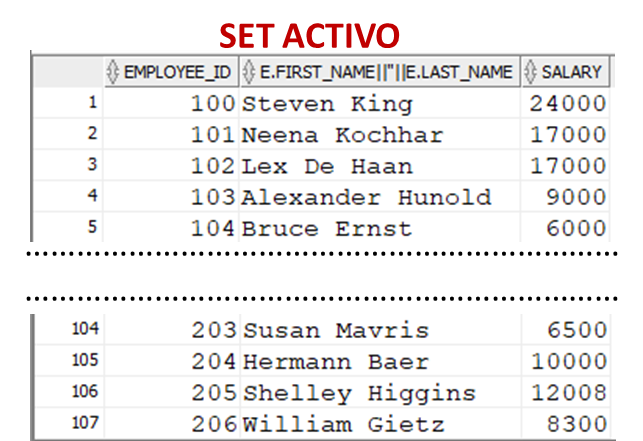 SET ACTIVO
EMPLOYEE_ID E.FIRST_NAME||''||E.LAST_NAME SALARY
1 100 Steven King 24000
2 101 Neena Kochhar 17000
3 102 Lex De Haan 17000
4 103 Alexander Hunold 9000
5 104 Bruce Ernst 6000
104 203 Susan Mavris 6500
105 204 Hermann Baer 10000
106 205 Shelley Higgins 12008
107 206 William Gietz 8300